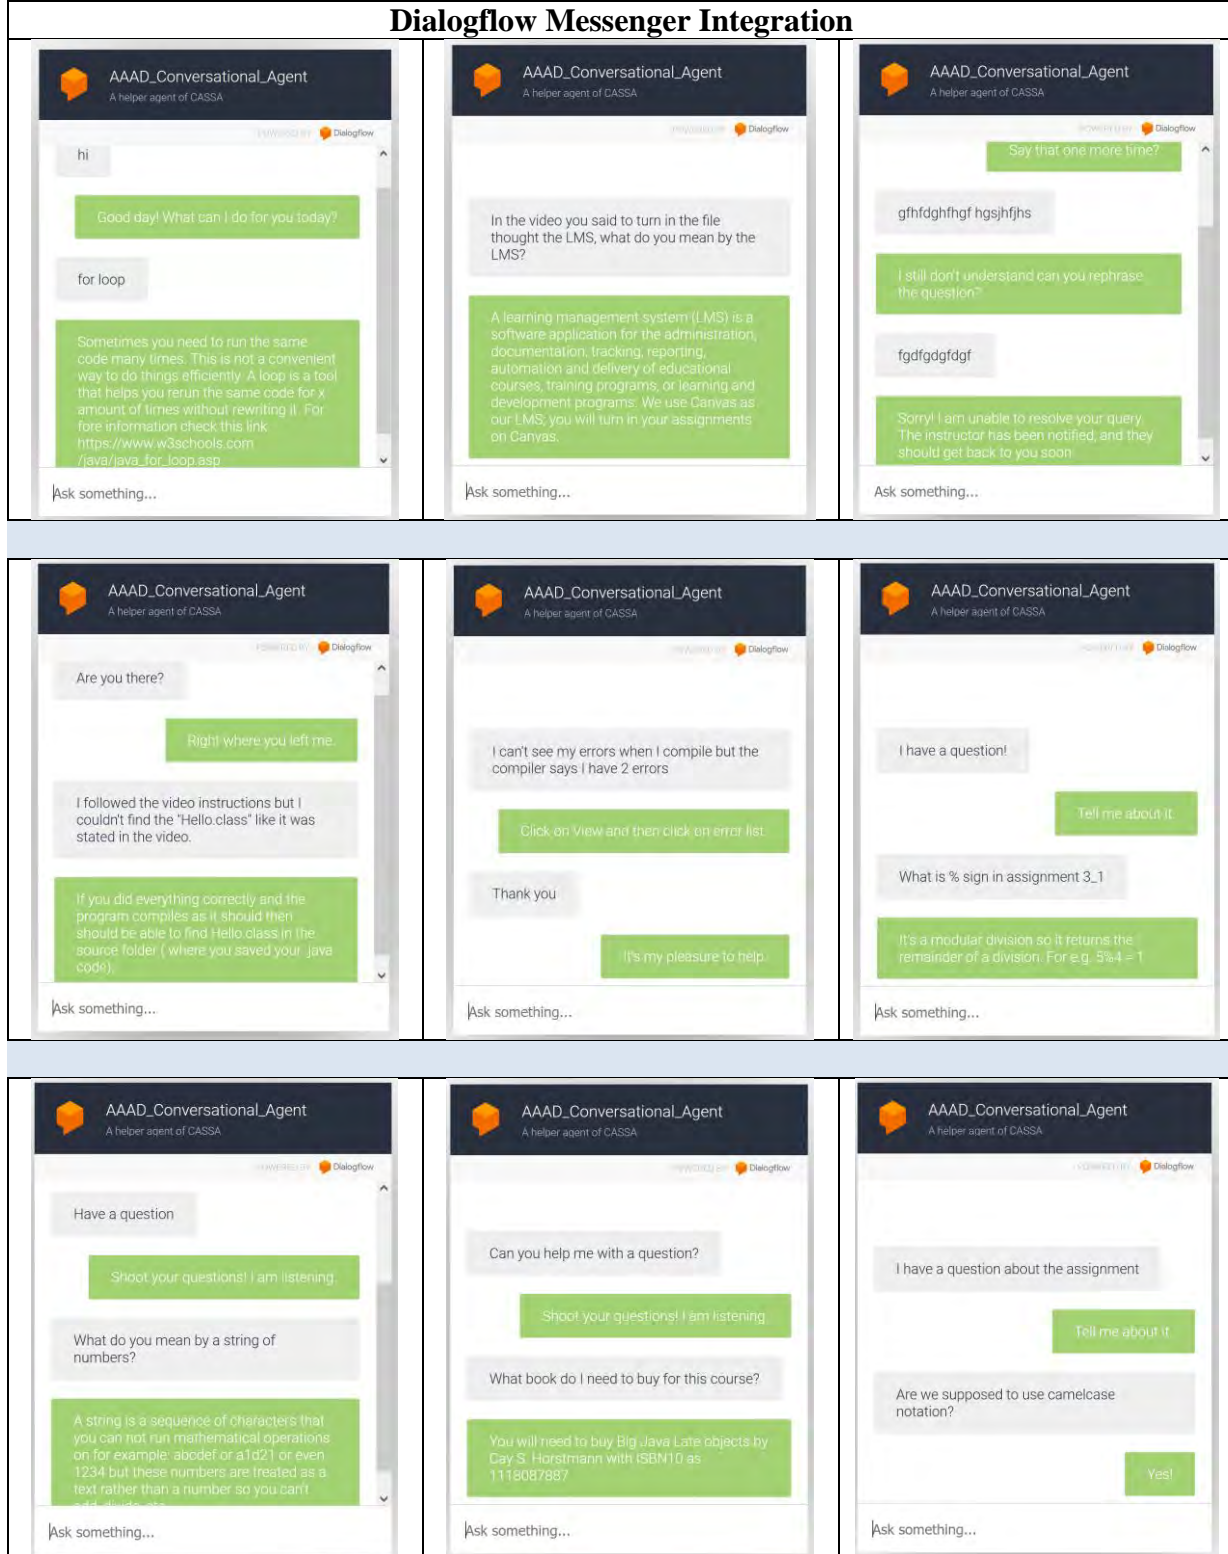 Dialogflow Messenger Integration
AAAD_Conversational_Agent
A helper agent of CASSA
POWERED BY Dialogflow
hi
Good day! What can I do for you today?
for loop
Sometimes you need to run the same
code many times. This is not a convenient
way to do things efficiently. A loop is a tool
that helps you rerun the same code for x
amount of times without rewriting it. For
fore information check this link
https://www.w3schools.com
/java/java_for_loop.asp
Ask something...
AAAD_Conversational_Agent
A helper agent of CASSA
POWERED BY Dialogflow
In the video you said to turn in the file
thought the LMS, what do you mean by the
LMS?
A learning management system (LMS) is a
software application for the administration,
documentation, tracking, reporting,
automation and delivery of educational
courses, training programs, or learning and
development programs. We use Canvas as
our LMS; you will turn in your assignments
on Canvas.
Ask something...
AAAD_Conversational_Agent
A helper agent of CASSA
POWERED BY Dialogflow
Say that one more time?
gfhfdghfhgf hgsjhfjhs
I still don't understand can you rephrase
the question?
fgdfgdgfdgf
Sorry! I am unable to resolve your query.
The instructor has been notified, and they
should get back to you soon
Ask something...
AAAD_Conversational_Agent
A helper agent of CASSA
POWERED BY Dialogflow
Are you there?
Right where you left me.
I followed the video instructions but I
couldn't find the "Hello.class" like it was
stated in the video.
If you did everything correctly and the
program compiles as it should then
should be able to find Hello.class in the
source folder ( where you saved your .java
code).
Ask something...
AAAD_Conversational_Agent
A helper agent of CASSA
POWERED BY Dialogflow
I can't see my errors when I compile but the
compiler says I have 2 errors
Click on View and then click on error list.
Thank you
It's my pleasure to help.
Ask something...
AAAD_Conversational_Agent
A helper agent of CASSA
POWERED BY Dialogflow
I have a question!
Tell me about it
What is % sign in assignment 3_1
It's a modular division so it returns the
remainder of a division. For e.g. 5%4 = 1
Ask something...
AAAD_Conversational_Agent
A helper agent of CASSA
POWERED BY Dialogflow
Have a question
Shoot your questions! I am listening.
What do you mean by a string of
numbers?
A string is a sequence of characters that
you can not run mathematical operations
on for example: abcdef or a1d21 or even
1234 but these numbers are treated as a
text rather than a number so you can't
add, divide, etc.
Ask something...
AAAD_Conversational_Agent
A helper agent of CASSA
POWERED BY Dialogflow
Can you help me with a question?
Shoot your questions! I am listening.
What book do I need to buy for this course?
You will need to buy Big Java Late objects by
Cay S. Horstmann with ISBN10 as
1118087887
Ask something...
AAAD_Conversational_Agent
A helper agent of CASSA
POWERED BY Dialogflow
I have a question about the assignment
Tell me about it
Are we supposed to use camelcase
notation?
Yes!
Ask something...